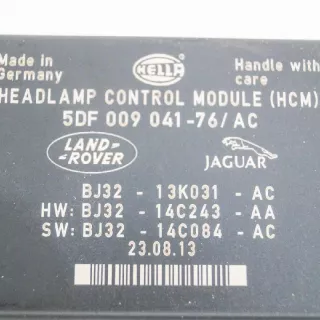 Made in Germany
HELLA
Handle with care
HEADLAMP CONTROL MODULE (HCM)
5DF 009 041-76/AC
LAND-ROVER
JAGUAR
BJ32 - 13K031 - AC
HW: BJ32 - 14C243 - AA
SW: BJ32 - 14C084 - AC
23.08.13